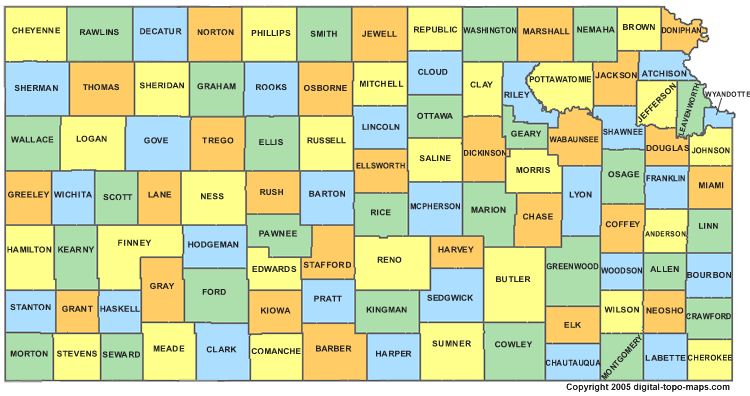 CHEYENNE
RAWLINS
DECATUR
NORTON
PHILLIPS
SMITH
JEWELL
REPUBLIC
WASHINGTON
MARSHALL
NEMAHA
BROWN
DONIPHAN
SHERMAN
THOMAS
SHERIDAN
GRAHAM
ROOKS
OSBORNE
MITCHELL
CLOUD
CLAY
RILEY
POTTAWATOMIE
JACKSON
ATCHISON
JEFFERSON
LEAVENWORTH
WYANDOTTE
WALLACE
LOGAN
GOVE
TREGO
ELLIS
RUSSELL
LINCOLN
OTTAWA
GEARY
WABAUNSEE
SHAWNEE
DOUGLAS
JOHNSON
ELLSWORTH
SALINE
DICKINSON
MORRIS
OSAGE
FRANKLIN
MIAMI
GREELEY
WICHITA
SCOTT
LANE
NESS
RUSH
BARTON
RICE
MCPHERSON
MARION
CHASE
LYON
COFFEY
ANDERSON
LINN
HAMILTON
KEARNY
FINNEY
HODGEMAN
PAWNEE
EDWARDS
STAFFORD
RENO
HARVEY
BUTLER
GREENWOOD
WOODSON
ALLEN
BOURBON
STANTON
GRANT
HASKELL
GRAY
FORD
KIOWA
PRATT
KINGMAN
SEDGWICK
ELK
WILSON
NEOSHO
CRAWFORD
MORTON
STEVENS
SEWARD
MEADE
CLARK
COMANCHE
BARBER
HARPER
SUMNER
COWLEY
CHAUTAUQUA
MONTGOMERY
LABETTE
CHEROKEE
Copyright 2005 digital-topo-maps.com